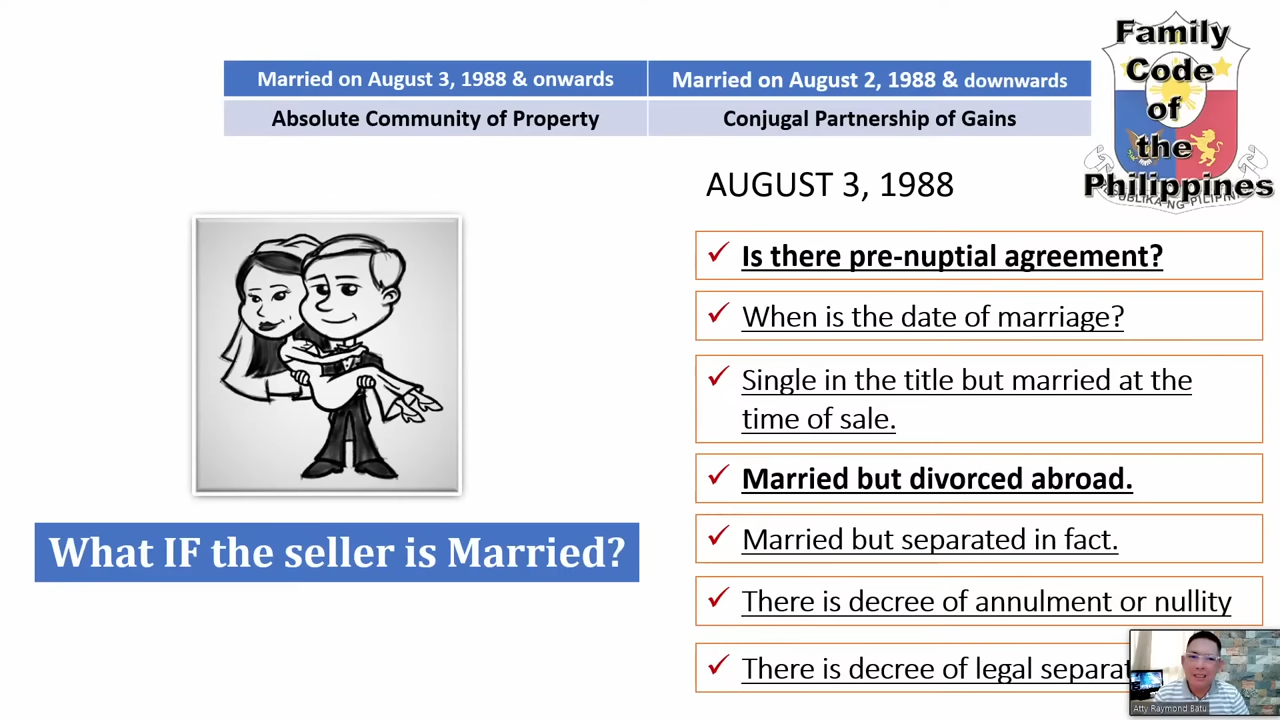 Family
Code
of
the
Philippines
Married on August 3, 1988 & onwards
Married on August 2, 1988 & downwards
Absolute Community of Property
Conjugal Partnership of Gains
AUGUST 3, 1988
✓ Is there pre-nuptial agreement?
✓ When is the date of marriage?
✓ Single in the title but married at the
time of sale.
✓ Married but divorced abroad.
✓ Married but separated in fact.
✓ There is decree of annulment or nullity
✓ There is decree of legal separat
What IF the seller is Married?
Atty Raymond Batu